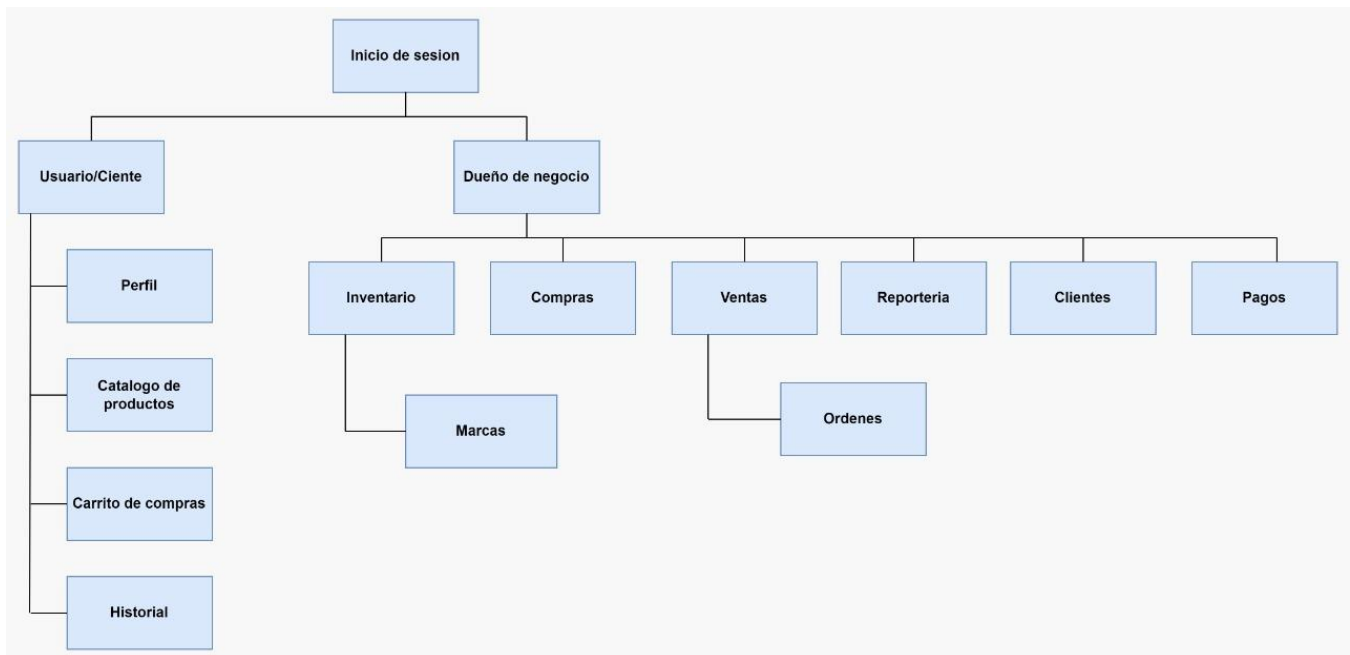 Inicio de sesion
Usuario/Ciente
Dueño de negocio
Perfil
Inventario
Compras
Ventas
Reporteria
Clientes
Pagos
Catalogo de
productos
Marcas
Ordenes
Carrito de compras
Historial